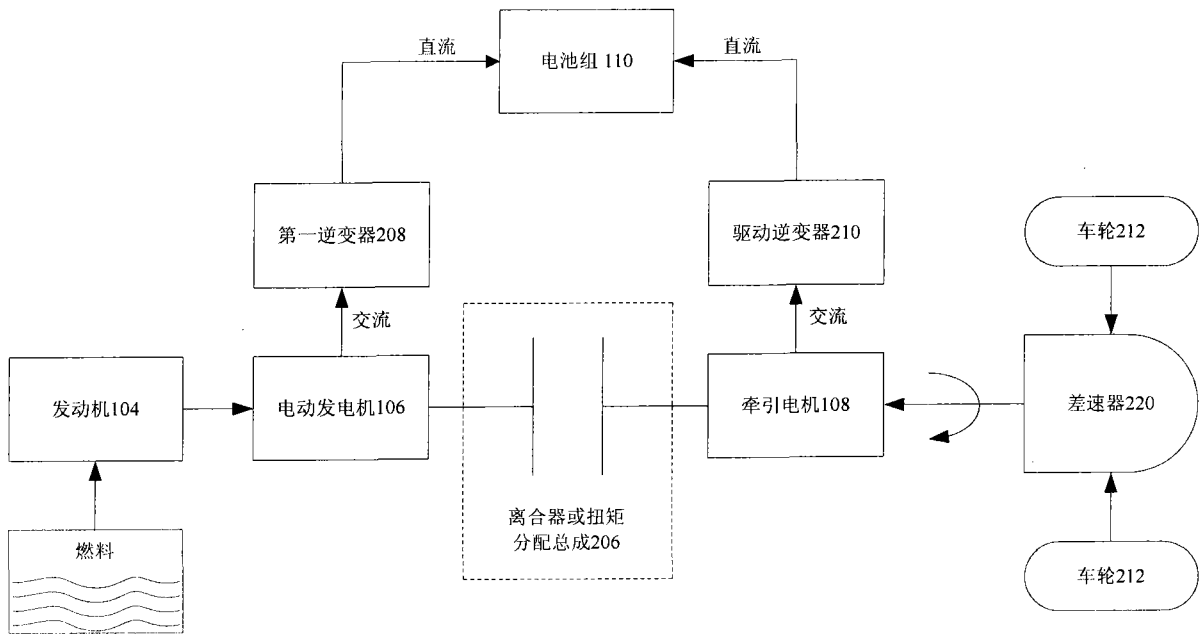 直流
电池组 110
直流
第一逆变器208
驱动逆变器210
车轮212
交流
交流
发动机104
电动发电机106
牵引电机108
差速器220
离合器或扭矩
分配总成206
燃料
车轮212